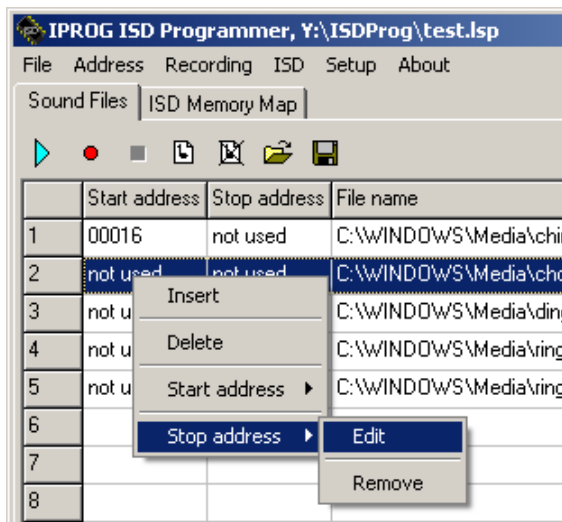 IPROG ISD Programmer, Y:\ISDProg\test.lsp
File Address Recording ISD Setup About
Sound Files ISD Memory Map
Start address Stop address File name
1 00016 not used C:\WINDOWS\Media\chi
2 not used not used C:\WINDOWS\Media\cho
Insert
3 not u C:\WINDOWS\Media\ding
Delete
4 not u C:\WINDOWS\Media\ring
5 not u Start address C:\WINDOWS\Media\ring
6
Stop address Edit
7
Remove
8